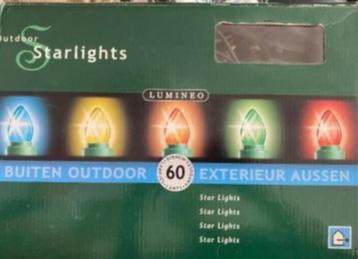 Outdoor
Starlights
LUMINEO
BUITEN OUTDOOR 60 EXTERIEUR AUSSEN
Star Lights
Star Lights
Star Lights
Star Lights